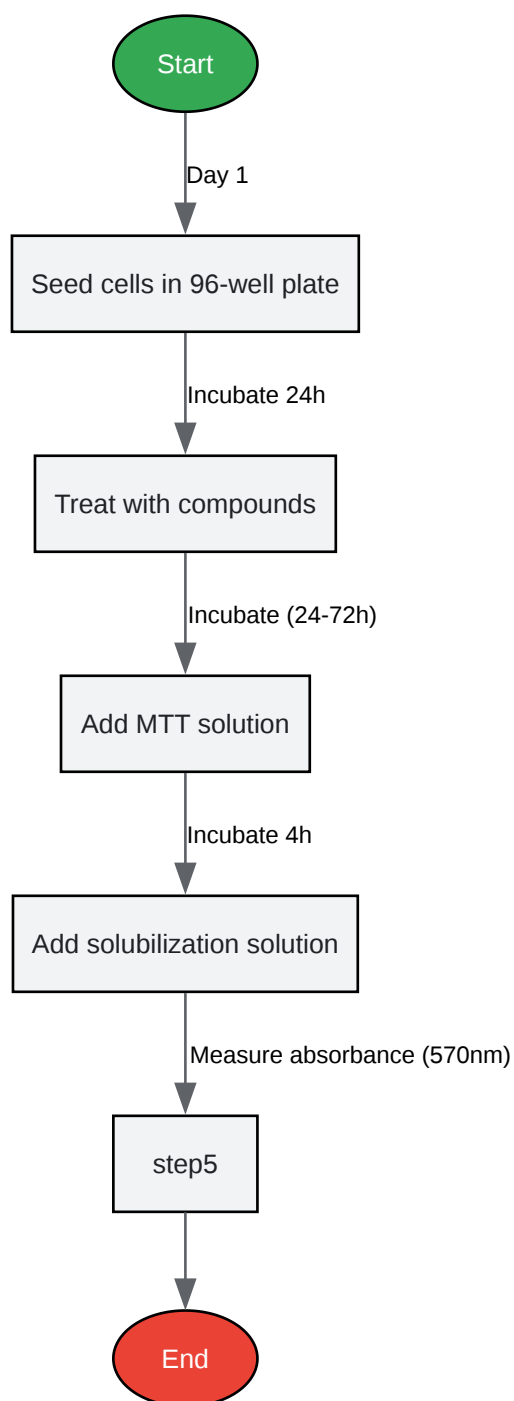 Start
Day 1
Seed cells in 96-well plate
Incubate 24h
Treat with compounds
Incubate (24-72h)
Add MTT solution
Incubate 4h
Add solubilization solution
Measure absorbance (570nm)
step5
End